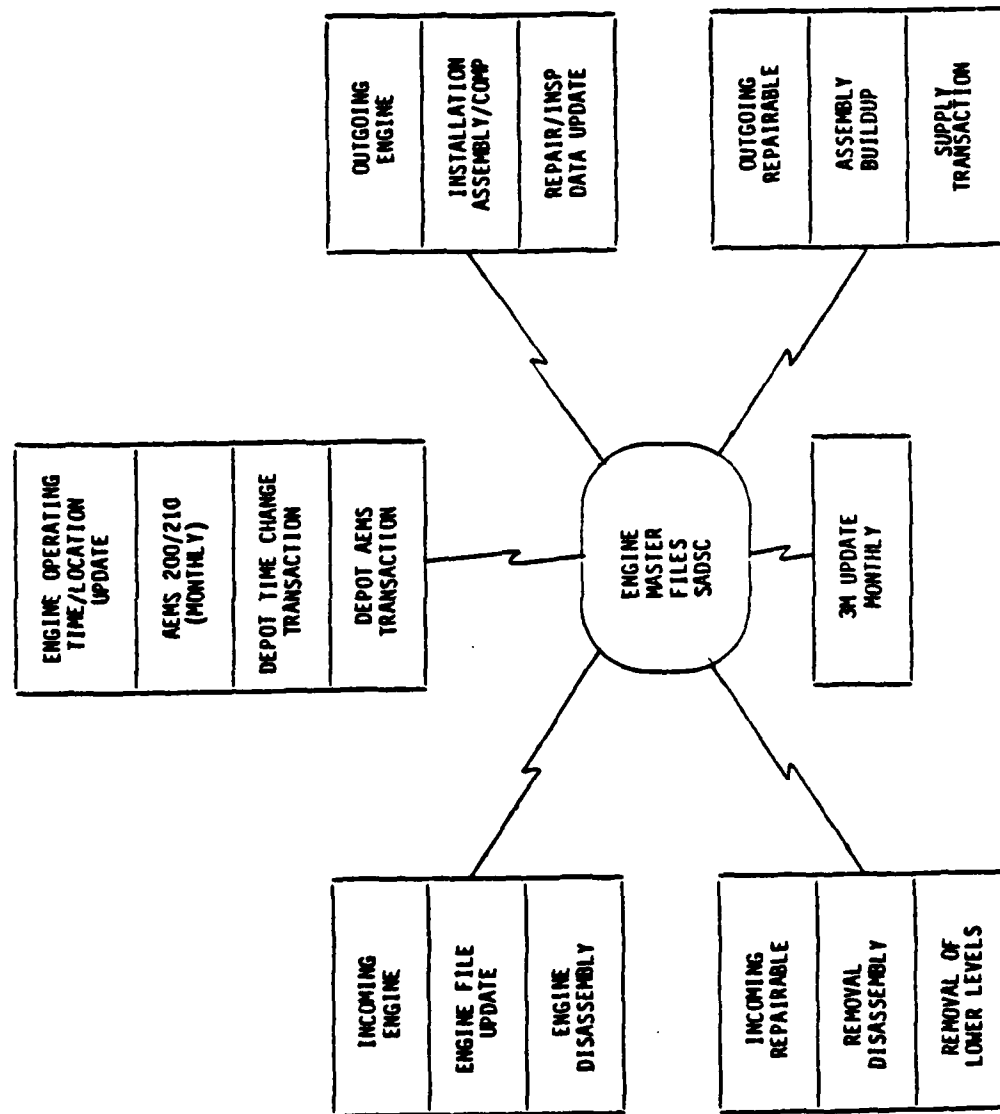 ENGINE OPERATING
TIME/LOCATION
UPDATE
AEMS 200/210
(MONTHLY)
DEPOT TIME CHANGE
TRANSACTION
DEPOT AEMS
TRANSACTION
INCOMING
ENGINE
ENGINE FILE
UPDATE
ENGINE
DISASSEMBLY
OUTGOING
ENGINE
INSTALLATION
ASSEMBLY/COMP
REPAIR/INSP
DATA UPDATE
ENGINE
MASTER
FILES
SADSC
INCOMING
REPAIRABLE
REMOVAL
DISASSEMBLY
REMOVAL OF
LOWER LEVELS
3M UPDATE
MONTHLY
OUTGOING
REPAIRABLE
ASSEMBLY
BUILDUP
SUPPLY
TRANSACTION